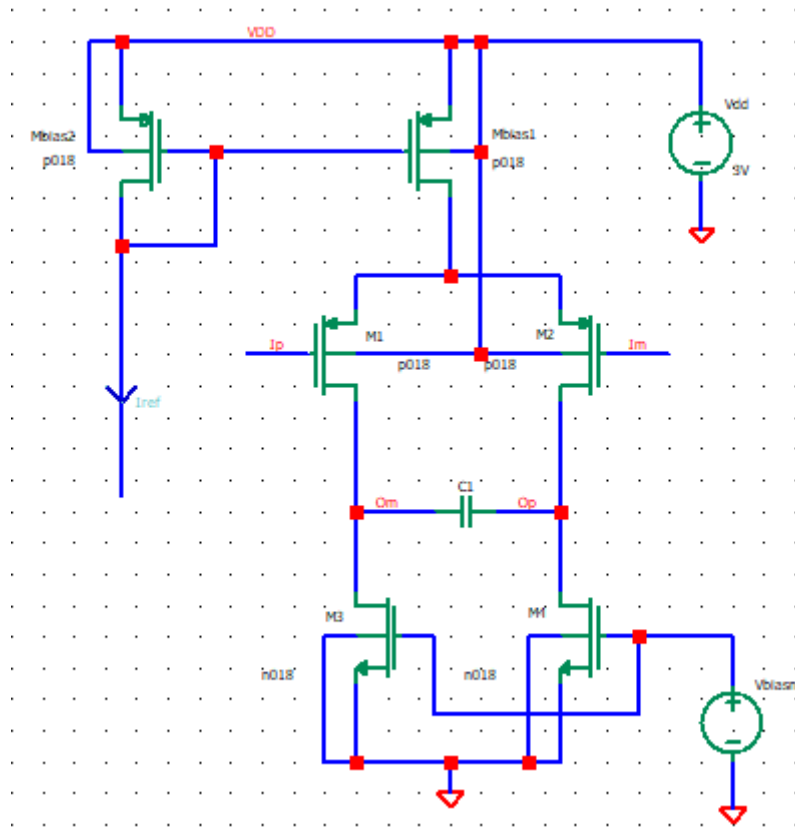 VDD
Vdd
Mbias2
p018
Mbias1
p018
3V
M1
M2
Ip
Im
p018
p018
Iref
C1
Om
Op
M3
M4
n018
n018
Vbiasn